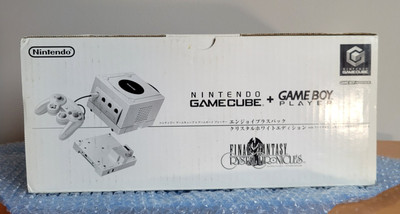 Nintendo
NINTENDO GAMECUBE + GAME BOY PLAYER
NINTENDO GAMECUBE
エンジョイプラスパック
クリスタルホワイトエディション
FINAL FANTASY
CRYSTAL CHRONICLES